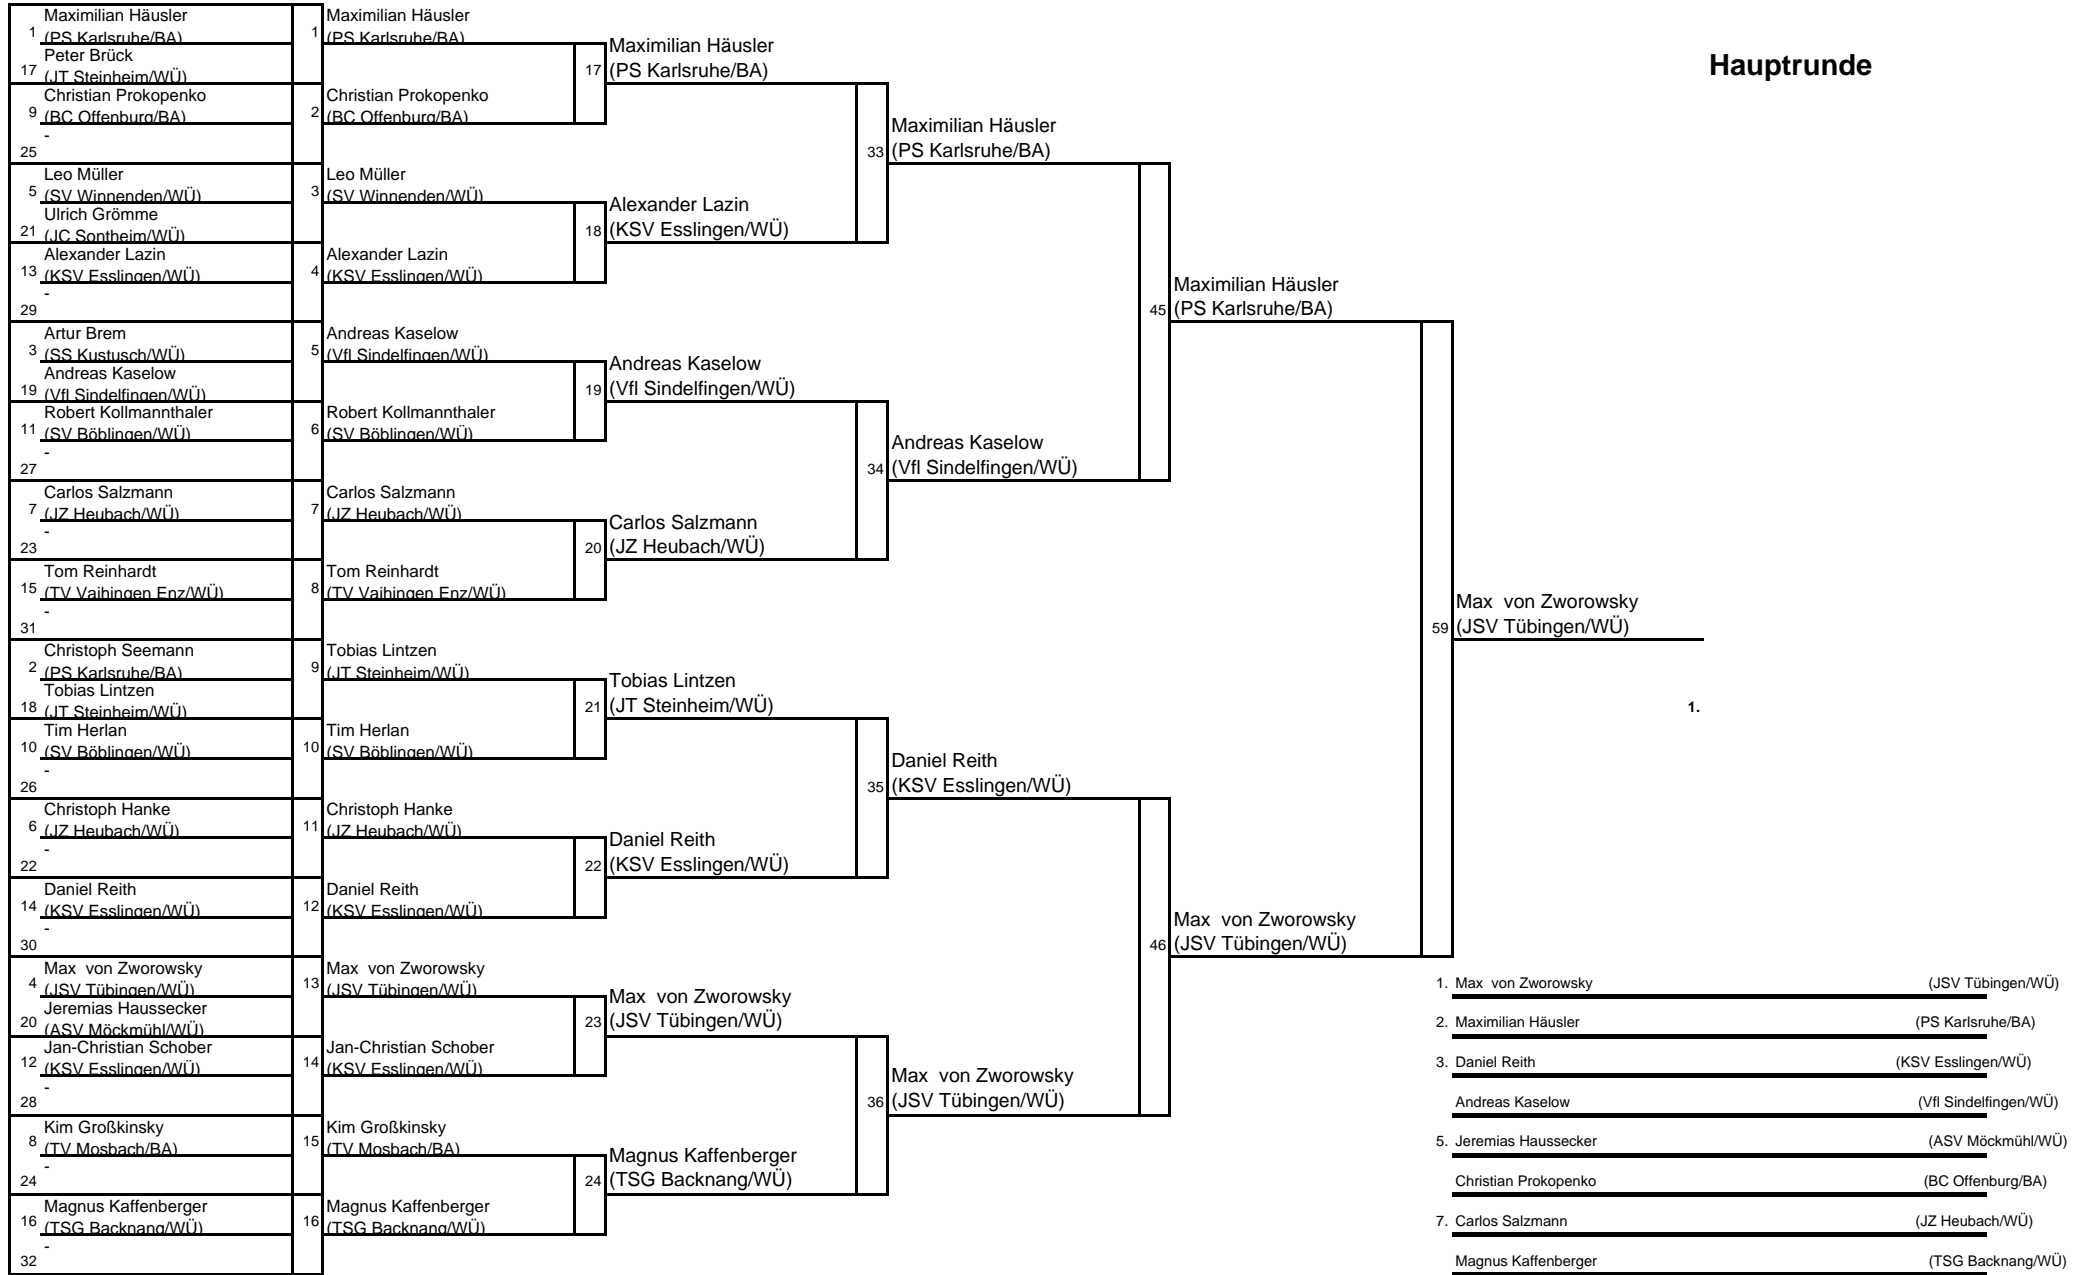 Hauptrunde
1
Maximilian Häusler
(PS Karlsruhe/BA)
17
Peter Brück
(JT Steinheim/WÜ)
9
Christian Prokopenko
(BC Offenburg/BA)
25
-
5
Leo Müller
(SV Winnenden/WÜ)
21
Ulrich Grömme
(JC Sontheim/WÜ)
13
Alexander Lazin
(KSV Esslingen/WÜ)
29
-
3
Artur Brem
(SS Kustusch/WÜ)
19
Andreas Kaselow
(Vfl Sindelfingen/WÜ)
11
Robert Kollmannthaler
(SV Böblingen/WÜ)
27
-
7
Carlos Salzmann
(JZ Heubach/WÜ)
23
-
15
Tom Reinhardt
(TV Vaihingen Enz/WÜ)
31
-
2
Christoph Seemann
(PS Karlsruhe/BA)
18
Tobias Lintzen
(JT Steinheim/WÜ)
10
Tim Herlan
(SV Böblingen/WÜ)
26
-
6
Christoph Hanke
(JZ Heubach/WÜ)
22
-
14
Daniel Reith
(KSV Esslingen/WÜ)
30
-
4
Max  von Zworowsky
(JSV Tübingen/WÜ)
20
Jeremias Haussecker
(ASV Möckmühl/WÜ)
12
Jan-Christian Schober
(KSV Esslingen/WÜ)
28
-
8
Kim Großkinsky
(TV Mosbach/BA)
24
-
16
Magnus Kaffenberger
(TSG Backnang/WÜ)
32
-
1
Maximilian Häusler
(PS Karlsruhe/BA)
2
Christian Prokopenko
(BC Offenburg/BA)
3
Leo Müller
(SV Winnenden/WÜ)
4
Alexander Lazin
(KSV Esslingen/WÜ)
5
Andreas Kaselow
(Vfl Sindelfingen/WÜ)
6
Robert Kollmannthaler
(SV Böblingen/WÜ)
7
Carlos Salzmann
(JZ Heubach/WÜ)
8
Tom Reinhardt
(TV Vaihingen Enz/WÜ)
9
Tobias Lintzen
(JT Steinheim/WÜ)
10
Tim Herlan
(SV Böblingen/WÜ)
11
Christoph Hanke
(JZ Heubach/WÜ)
12
Daniel Reith
(KSV Esslingen/WÜ)
13
Max  von Zworowsky
(JSV Tübingen/WÜ)
14
Jan-Christian Schober
(KSV Esslingen/WÜ)
15
Kim Großkinsky
(TV Mosbach/BA)
16
Magnus Kaffenberger
(TSG Backnang/WÜ)
17
Maximilian Häusler
(PS Karlsruhe/BA)
18
Alexander Lazin
(KSV Esslingen/WÜ)
19
Andreas Kaselow
(Vfl Sindelfingen/WÜ)
20
Carlos Salzmann
(JZ Heubach/WÜ)
21
Tobias Lintzen
(JT Steinheim/WÜ)
22
Daniel Reith
(KSV Esslingen/WÜ)
23
Max  von Zworowsky
(JSV Tübingen/WÜ)
24
Magnus Kaffenberger
(TSG Backnang/WÜ)
33
Maximilian Häusler
(PS Karlsruhe/BA)
34
Andreas Kaselow
(Vfl Sindelfingen/WÜ)
35
Daniel Reith
(KSV Esslingen/WÜ)
36
Max  von Zworowsky
(JSV Tübingen/WÜ)
45
Maximilian Häusler
(PS Karlsruhe/BA)
46
Max  von Zworowsky
(JSV Tübingen/WÜ)
59
Max  von Zworowsky
(JSV Tübingen/WÜ)
1.
1. Max  von Zworowsky (JSV Tübingen/WÜ)
2. Maximilian Häusler (PS Karlsruhe/BA)
3. Daniel Reith (KSV Esslingen/WÜ)
Andreas Kaselow (Vfl Sindelfingen/WÜ)
5. Jeremias Haussecker (ASV Möckmühl/WÜ)
Christian Prokopenko (BC Offenburg/BA)
7. Carlos Salzmann (JZ Heubach/WÜ)
Magnus Kaffenberger (TSG Backnang/WÜ)